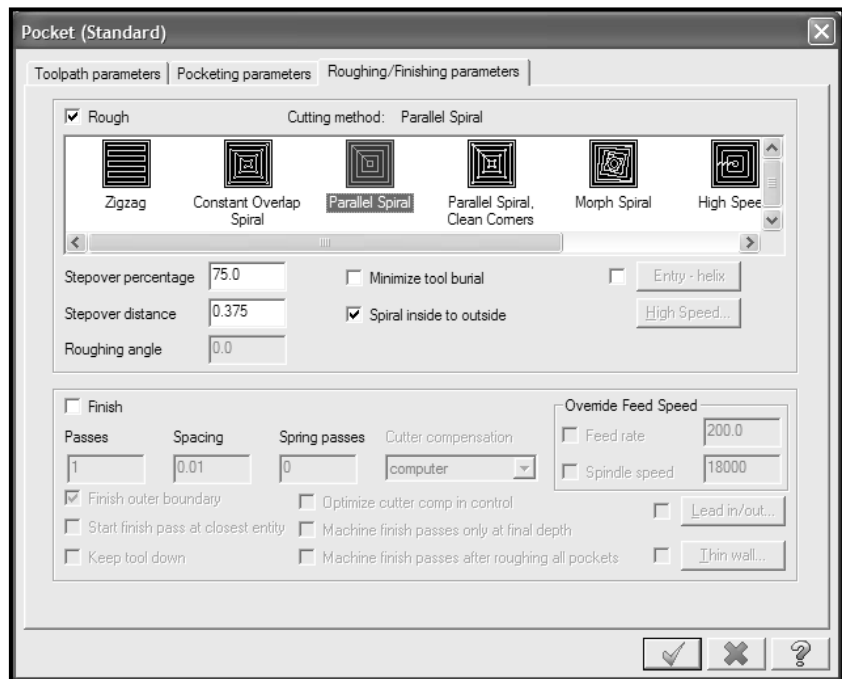 Pocket (Standard)
Toolpath parameters Pocketing parameters Roughing/Finishing parameters
Rough Cutting method: Parallel Spiral
Zigzag Constant Overlap Spiral Parallel Spiral Parallel Spiral, Clean Corners Morph Spiral High Spee
Stepover percentage 75.0 Minimize tool burial Entry - helix
Stepover distance 0.375 Spiral inside to outside High Speed...
Roughing angle 0.0
Finish Override Feed Speed
Passes Spacing Spring passes Cutter compensation Feed rate 200.0
1 0.01 0 computer Spindle speed 18000
Finish outer boundary Optimize cutter comp in control Lead in/out...
Start finish pass at closest entity Machine finish passes only at final depth
Keep tool down Machine finish passes after roughing all pockets Thin wall...